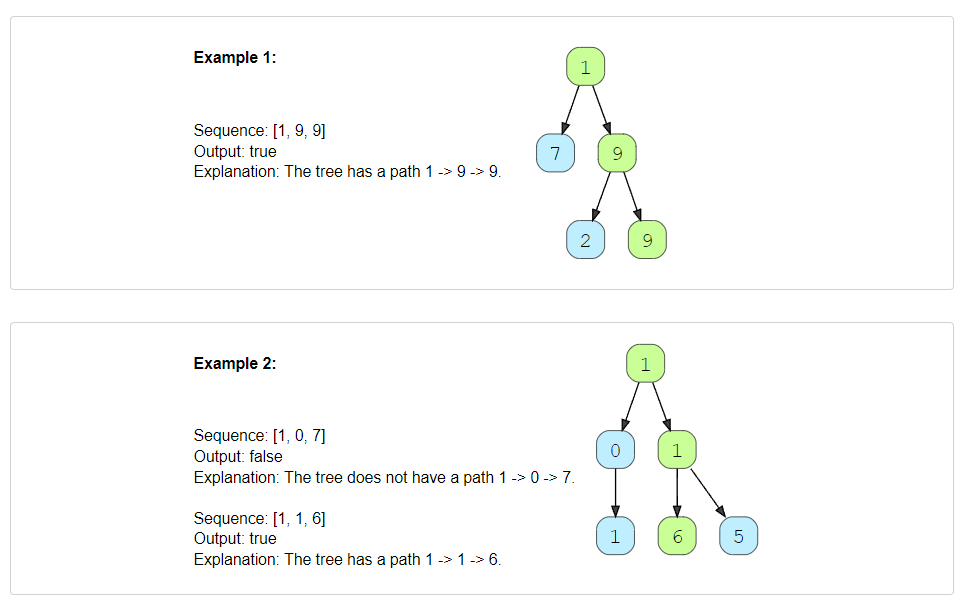 Example 1:
Sequence: [1, 9, 9]
Output: true
Explanation: The tree has a path 1 -> 9 -> 9.
1
7 9
2 9
Example 2:
Sequence: [1, 0, 7]
Output: false
Explanation: The tree does not have a path 1 -> 0 -> 7.
Sequence: [1, 1, 6]
Output: true
Explanation: The tree has a path 1 -> 1 -> 6.
1
0 1
1 6 5